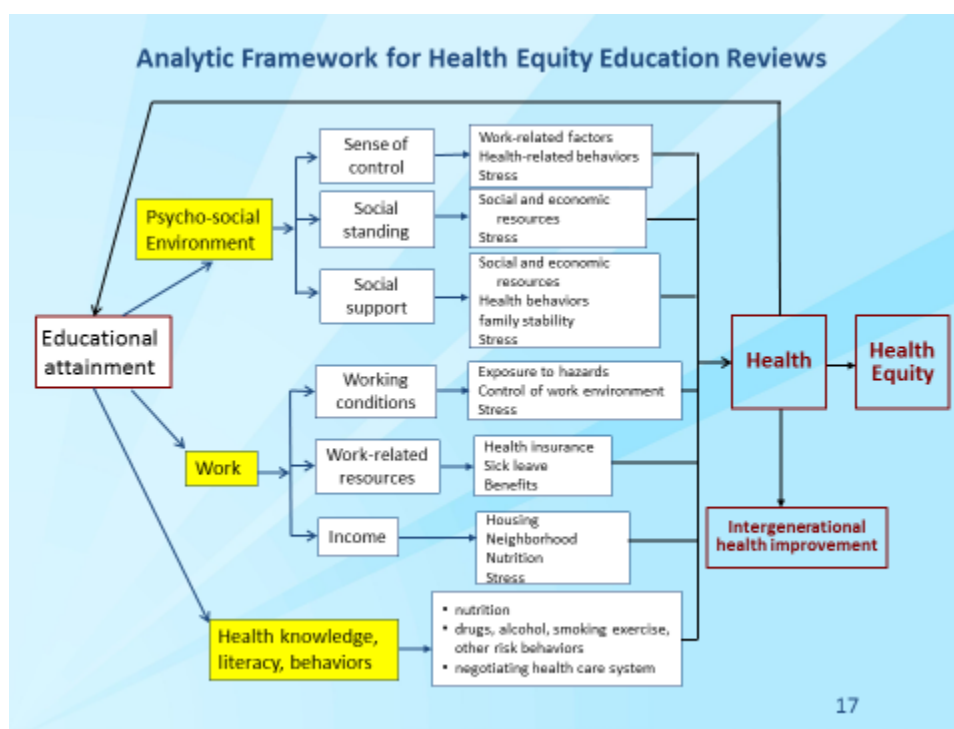 Analytic Framework for Health Equity Education Reviews
Sense of
control
Work-related factors
Health-related behaviors
Stress
Psycho-social
Environment
Social
standing
Social and economic
resources
Stress
Social
support
Social and economic
resources
Health behaviors
family stability
Stress
Educational
attainment
Health
Health
Equity
Working
conditions
Exposure to hazards
Control of work environment
Stress
Work
Work-related
resources
Health insurance
Sick leave
Benefits
Income
Housing
Neighborhood
Nutrition
Stress
Intergenerational
health improvement
Health knowledge,
literacy, behaviors
• nutrition
• drugs, alcohol, smoking exercise,
other risk behaviors
• negotiating health care system
17